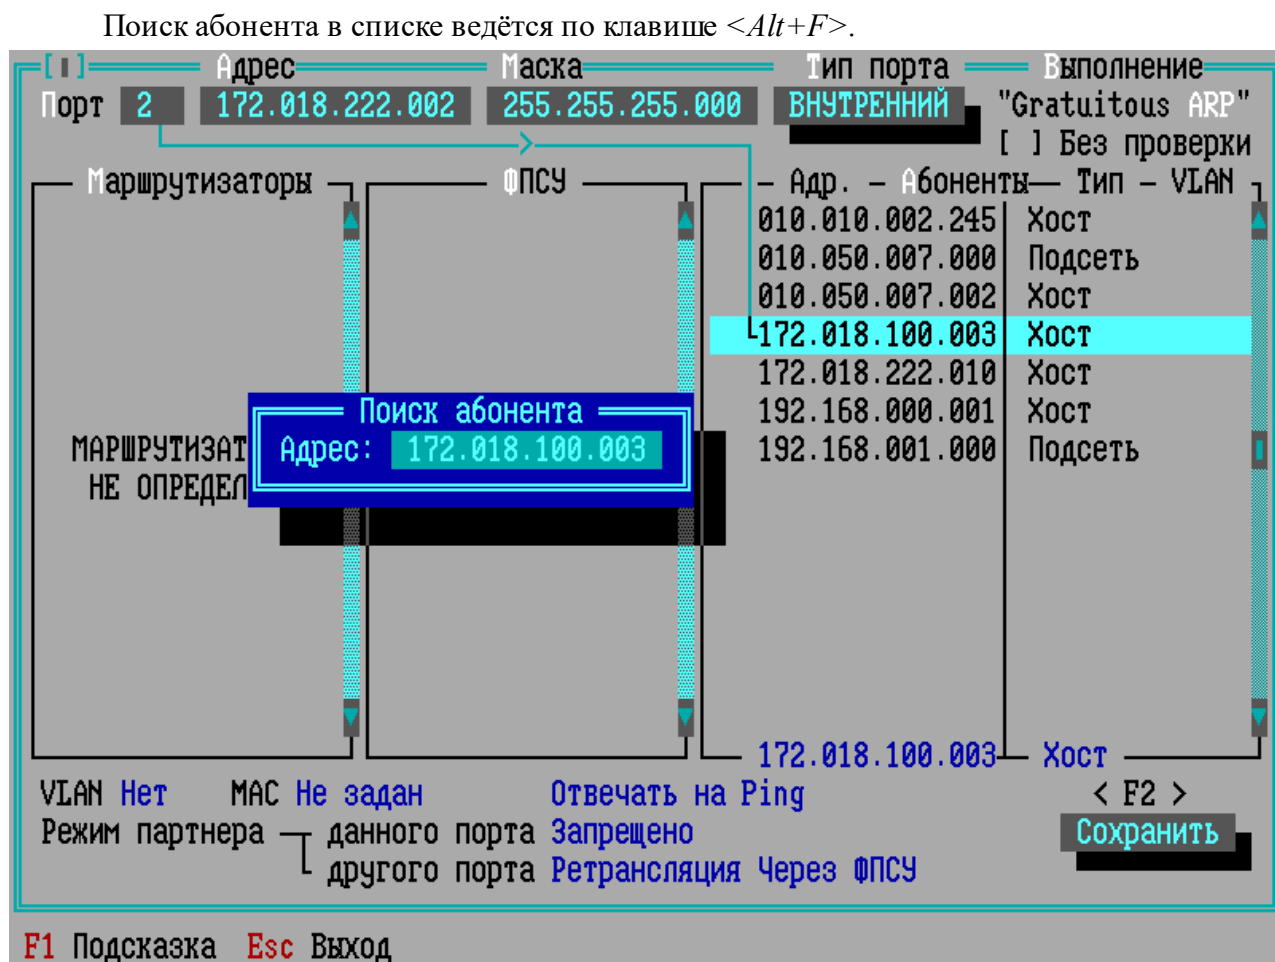 Поиск абонента в списке ведётся по клавише <Alt+F>.
[ ] Адрес Маска Тип порта Выполнение
Порт 2 172.018.222.002 255.255.255.000 ВНУТРЕННИЙ "Gratuitous ARP"
[ ] Без проверки
Маршрутизаторы ФПСУ Адр. – Абоненты — Тип – VLAN
010.010.002.245 Хост
010.050.007.000 Подсеть
010.050.007.002 Хост
172.018.100.003 Хост
172.018.222.010 Хост
Поиск абонента 192.168.000.001 Хост
МАРШРУТИЗАТ Адрес: 172.018.100.003 192.168.001.000 Подсеть
НЕ ОПРЕДЕЛ
172.018.100.003 Хост
VLAN Нет MAC Не задан Отвечать на Ping < F2 >
Режим партнера данного порта Запрещено Сохранить
другого порта Ретрансляция Через ФПСУ
F1 Подсказка Esc Выход